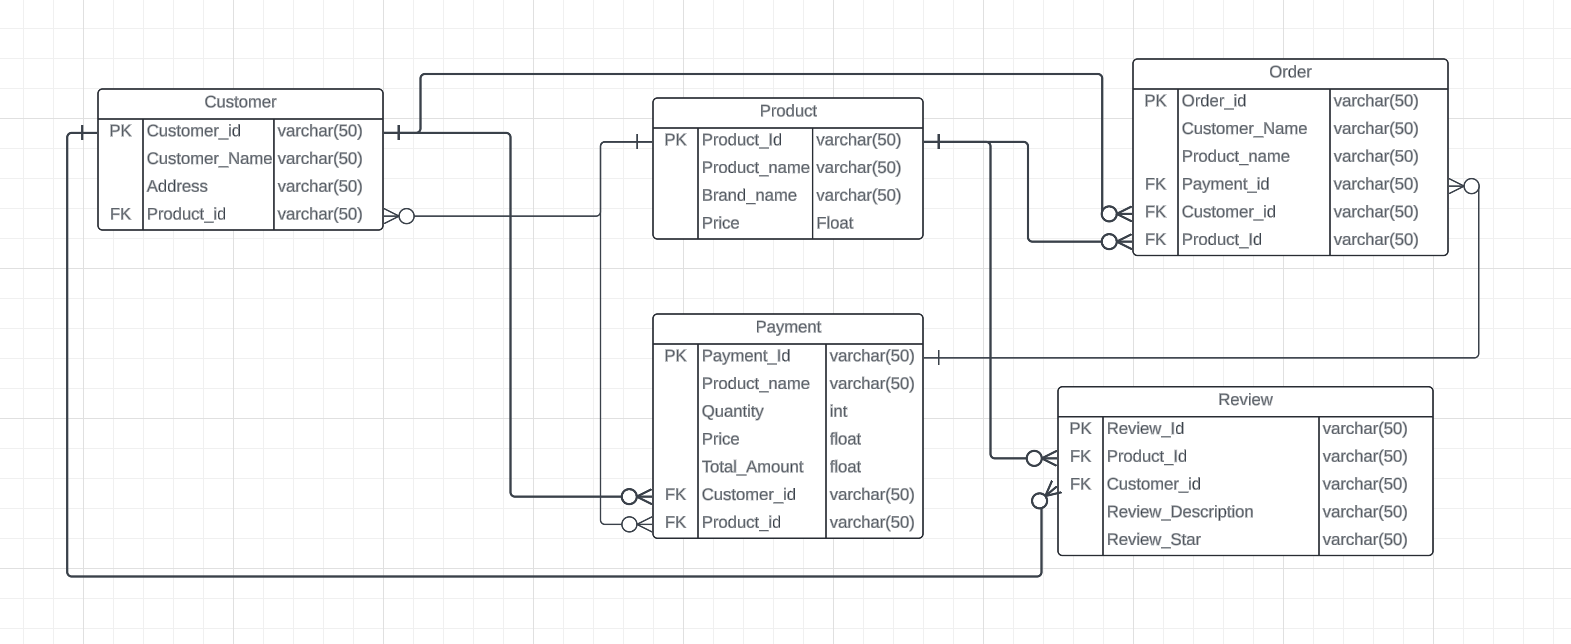 Customer
PK Customer_id varchar(50)
Customer_Name varchar(50)
Address varchar(50)
FK Product_id varchar(50)
Product
PK Product_Id varchar(50)
Product_name varchar(50)
Brand_name varchar(50)
Price Float
Order
PK Order_id varchar(50)
Customer_Name varchar(50)
Product_name varchar(50)
FK Payment_id varchar(50)
FK Customer_id varchar(50)
FK Product_Id varchar(50)
Payment
PK Payment_Id varchar(50)
Product_name varchar(50)
Quantity int
Price float
Total_Amount float
FK Customer_id varchar(50)
FK Product_id varchar(50)
Review
PK Review_Id varchar(50)
FK Product_Id varchar(50)
FK Customer_id varchar(50)
Review_Description varchar(50)
Review_Star varchar(50)